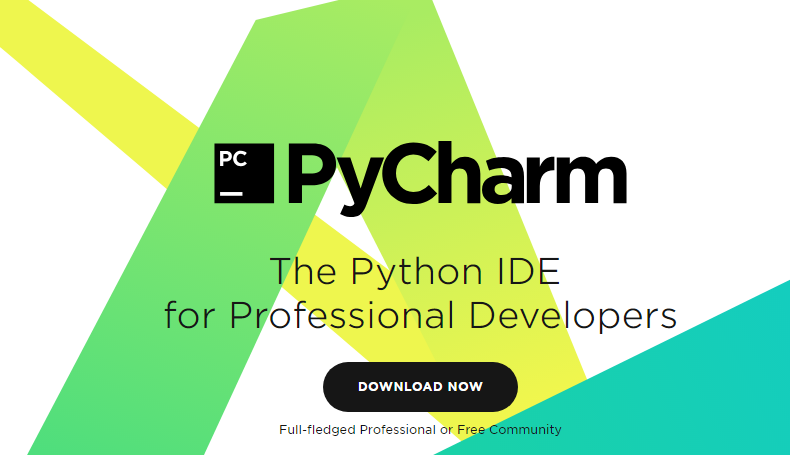 PC
PyCharm
The Python IDE
for Professional Developers
DOWNLOAD NOW
Full-fledged Professional or Free Community